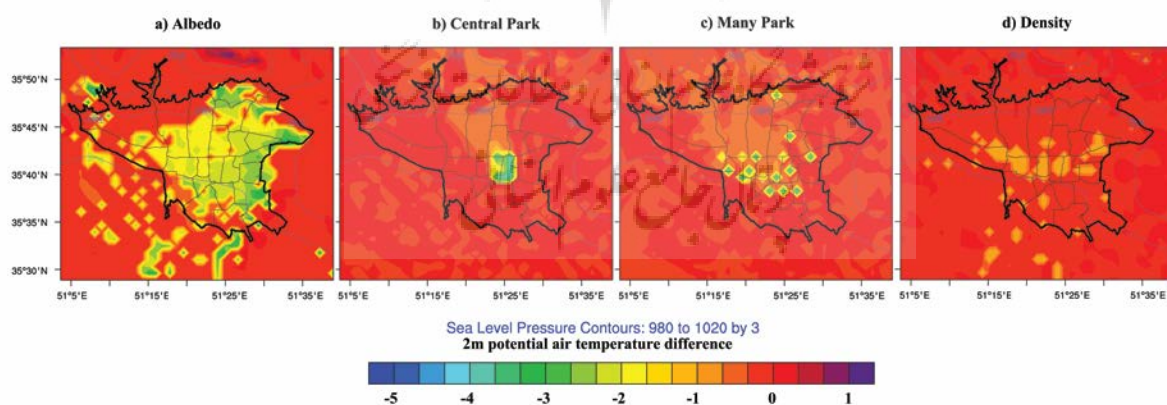 a) Albedo
b) Central Park
c) Many Park
d) Density
35°50'N
35°45'N
35°40'N
35°35'N
35°30'N
51°5'E 51°15'E 51°25'E 51°35'E
51°5'E 51°15'E 51°25'E 51°35'E
51°5'E 51°15'E 51°25'E 51°35'E
51°5'E 51°15'E 51°25'E 51°35'E
Sea Level Pressure Contours: 980 to 1020 by 3
2m potential air temperature difference
-5 -4 -3 -2 -1 0 1